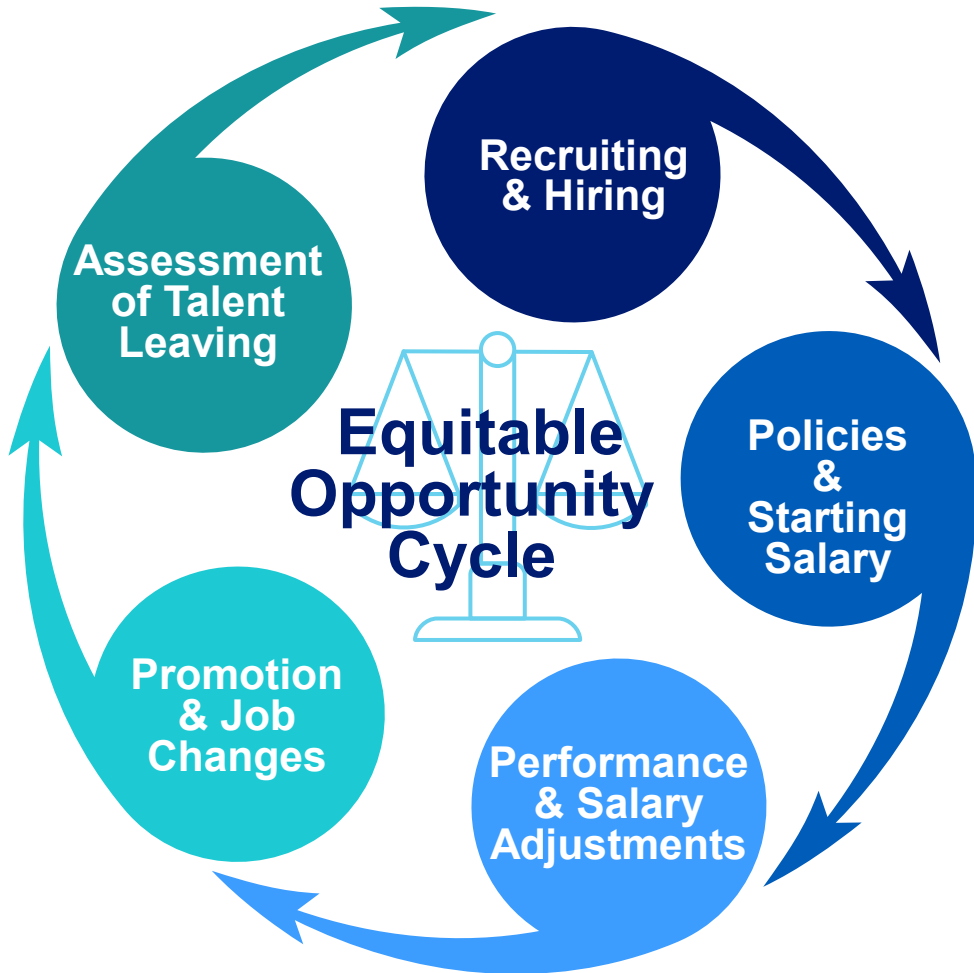 Recruiting
& Hiring
Policies
&
Starting
Salary
Performance
& Salary
Adjustments
Promotion
& Job
Changes
Assessment
of Talent
Leaving
Equitable
Opportunity
Cycle